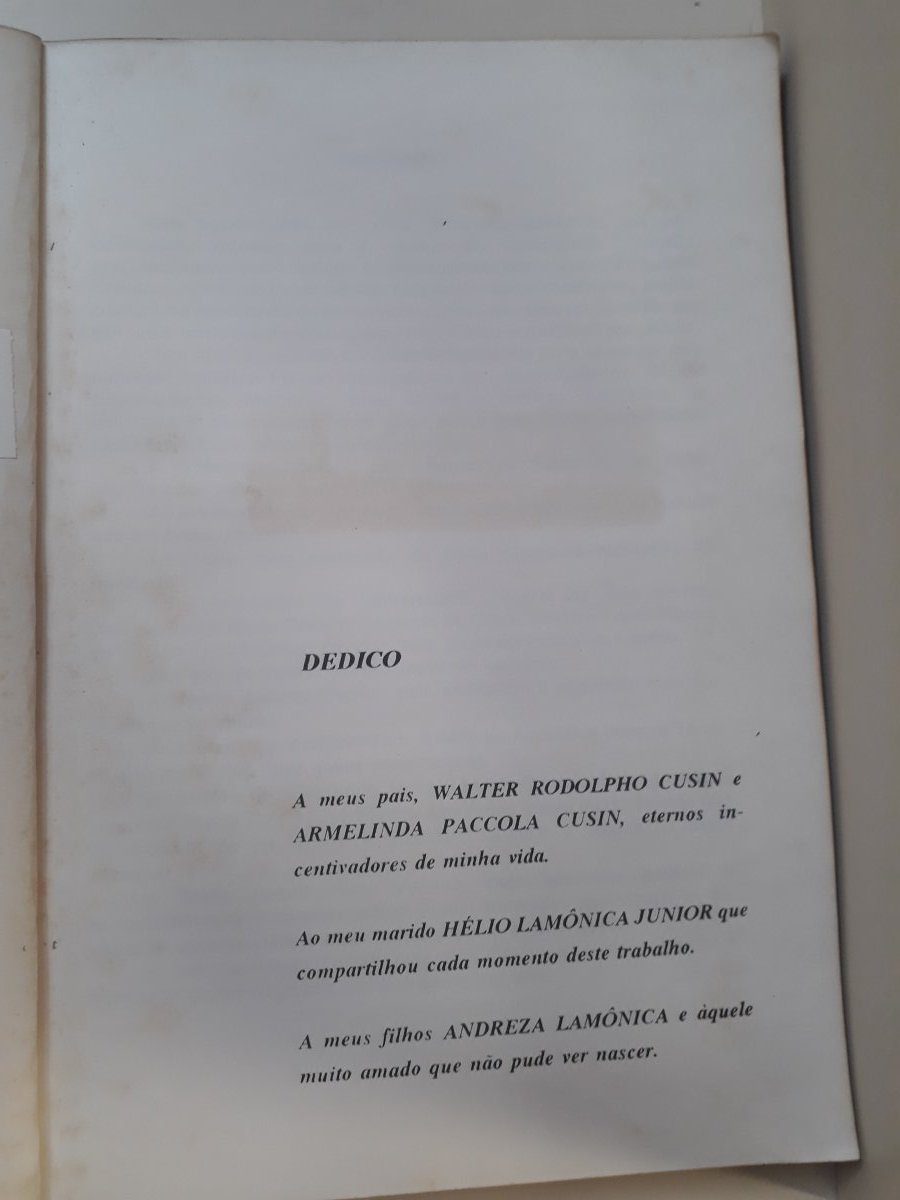 DEDICO
A meus pais, WALTER RODOLPHO CUSIN e
ARMELINDA PACCOLA CUSIN, eternos in-
centivadores de minha vida.
Ao meu marido HÉLIO LAMÔNICA JUNIOR que
compartilhou cada momento deste trabalho.
A meus filhos ANDREZA LAMÔNICA e àquele
muito amado que não pude ver nascer.